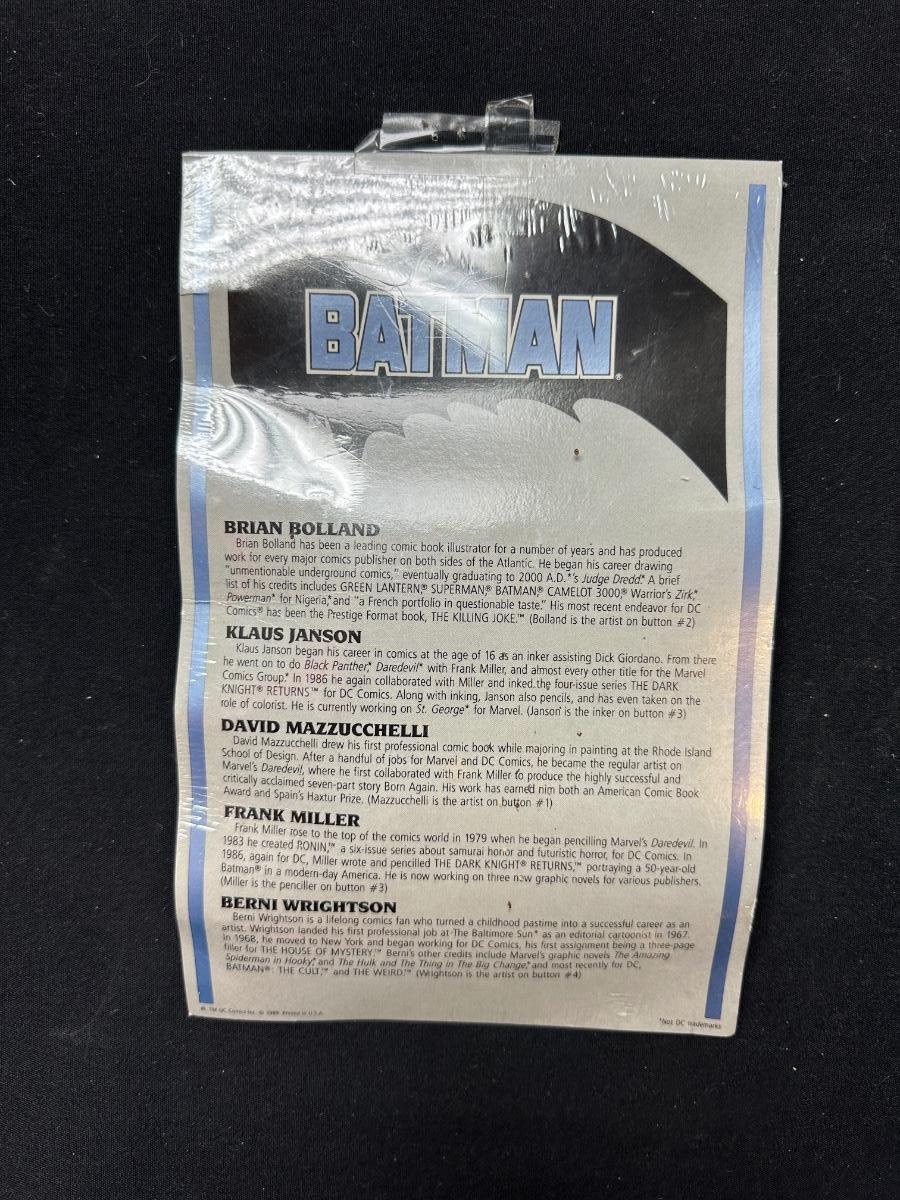 BATMAN®
BRIAN BOLLAND
Brian Bolland has been a leading comic book illustrator for a number of years and has produced
work for every major comics publisher on both sides of the Atlantic. He began his career drawing
"unmentionable underground comics," eventually graduating to 2000 A.D.*'s Judge Dredd.* A brief
list of his credits includes GREEN LANTERN,® SUPERMAN,® BATMAN,® CAMELOT 3000,® Warrior's Zirk,*
Powerman* for Nigeria,* and "a French portfolio in questionable taste." His most recent endeavor for DC
Comics® has been the Prestige Format book, THE KILLING JOKE.™ (Bolland is the artist on button #2)
KLAUS JANSON
Klaus Janson began his career in comics at the age of 16 as an inker assisting Dick Giordano. From there
he went on to do Black Panther,* Daredevil* with Frank Miller, and almost every other title for the Marvel
Comics Group.* In 1986 he again collaborated with Miller and inked the four-issue series THE DARK
KNIGHT® RETURNS™ for DC Comics. Along with inking, Janson also pencils, and has even taken on the
role of colorist. He is currently working on St. George* for Marvel. (Janson is the inker on button #3)
DAVID MAZZUCCHELLI
David Mazzucchelli drew his first professional comic book while majoring in painting at the Rhode Island
School of Design. After a handful of jobs for Marvel and DC Comics, he became the regular artist on
Marvel's Daredevil, where he first collaborated with Frank Miller to produce the highly successful and
critically acclaimed seven-part story Born Again. His work has earned him both an American Comic Book
Award and Spain's Haxtur Prize. (Mazzucchelli is the artist on button #1)
FRANK MILLER
Frank Miller rose to the top of the comics world in 1979 when he began pencilling Marvel's Daredevil. In
1983 he created RONIN,™ a six-issue series about samurai honor and futuristic horror, for DC Comics. In
1986, again for DC, Miller wrote and pencilled THE DARK KNIGHT® RETURNS,™ portraying a 50-year-old
Batman® in a modern-day America. He is now working on three new graphic novels for various publishers.
(Miller is the penciller on button #3)
BERNI WRIGHTSON
Berni Wrightson is a lifelong comics fan who turned a childhood pastime into a successful career as an
artist. Wrightson landed his first professional job at The Baltimore Sun* as an editorial cartoonist in 1967.
In 1968, he moved to New York and began working for DC Comics, his first assignment being a three-page
filler for THE HOUSE OF MYSTERY.™ Berni's other credits include Marvel's graphic novels The Amazing
Spiderman in Hooky,* and The Hulk and The Thing in The Big Change,* and most recently for DC,
BATMAN®: THE CULT,™ and THE WEIRD.™ (Wrightson is the artist on button #4)
®, TM DC Comics Inc. © 1989 Printed in U.S.A.
*Not DC trademarks